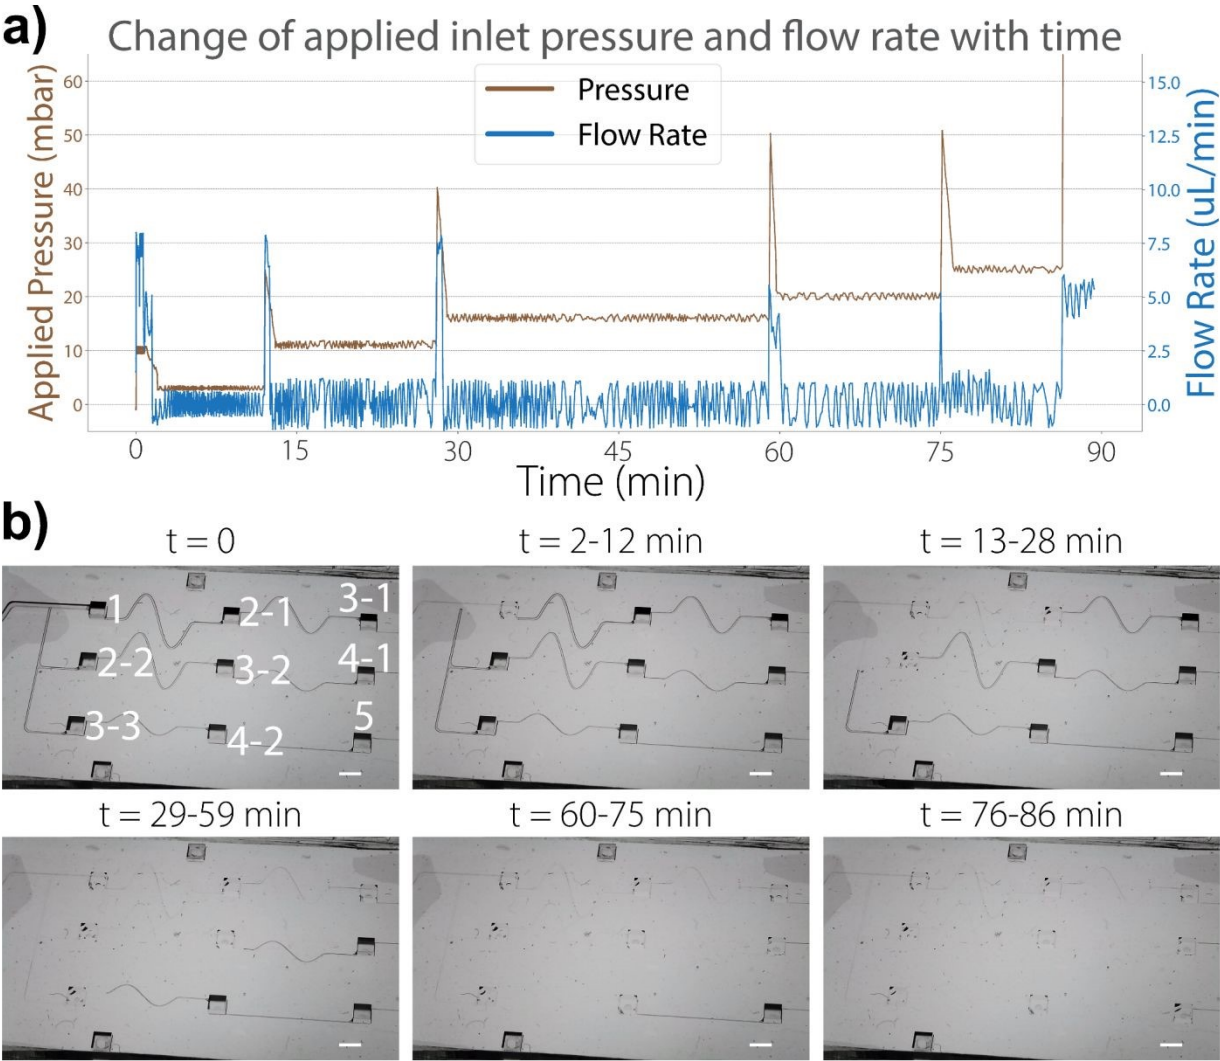 a)
Change of applied inlet pressure and flow rate with time
Applied Pressure (mbar)
60
50
40
30
20
10
0
Pressure
Flow Rate
15.0
12.5
10.0
7.5
5.0
2.5
0.0
Flow Rate (uL/min)
0 15 30 45 60 75 90
Time (min)
b)
t = 0
t = 2-12 min
t = 13-28 min
1 2-1 3-1
2-2 3-2 4-1
3-3 4-2 5
t = 29-59 min
t = 60-75 min
t = 76-86 min